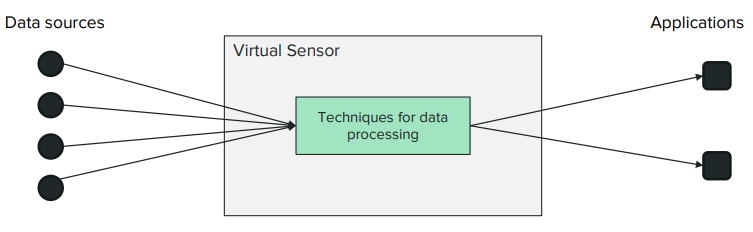 Data sources
Applications
Virtual Sensor
Techniques for data
processing